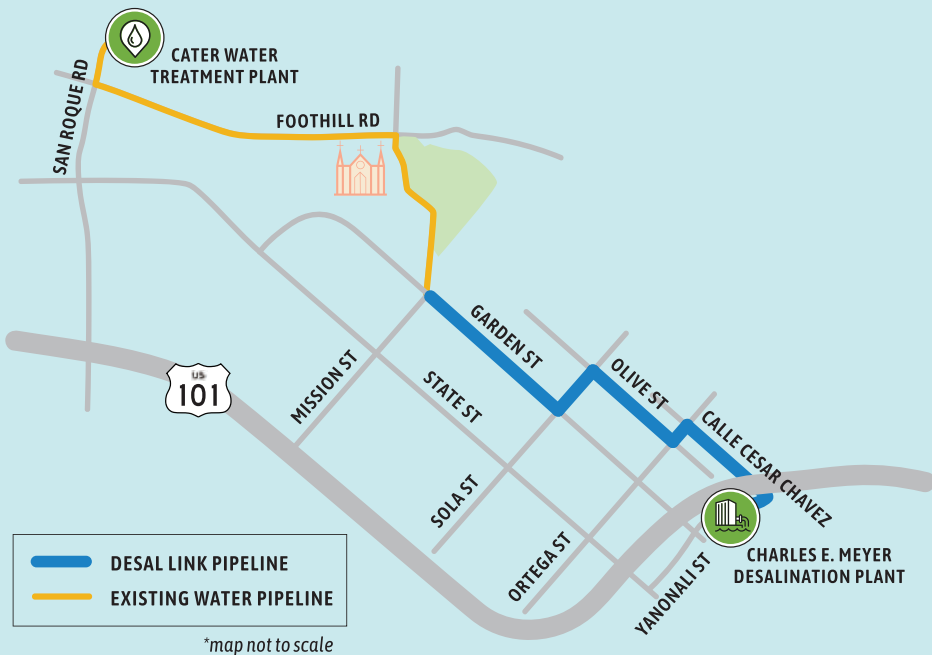 CATER WATER
TREATMENT PLANT
SAN ROQUE RD
FOOTHILL RD
GARDEN ST
OLIVE ST
CALLE CESAR CHAVEZ
MISSION ST
STATE ST
US
101
SOLA ST
ORTEGA ST
YANONALI ST
CHARLES E. MEYER
DESALINATION PLANT
DESAL LINK PIPELINE
EXISTING WATER PIPELINE
*map not to scale